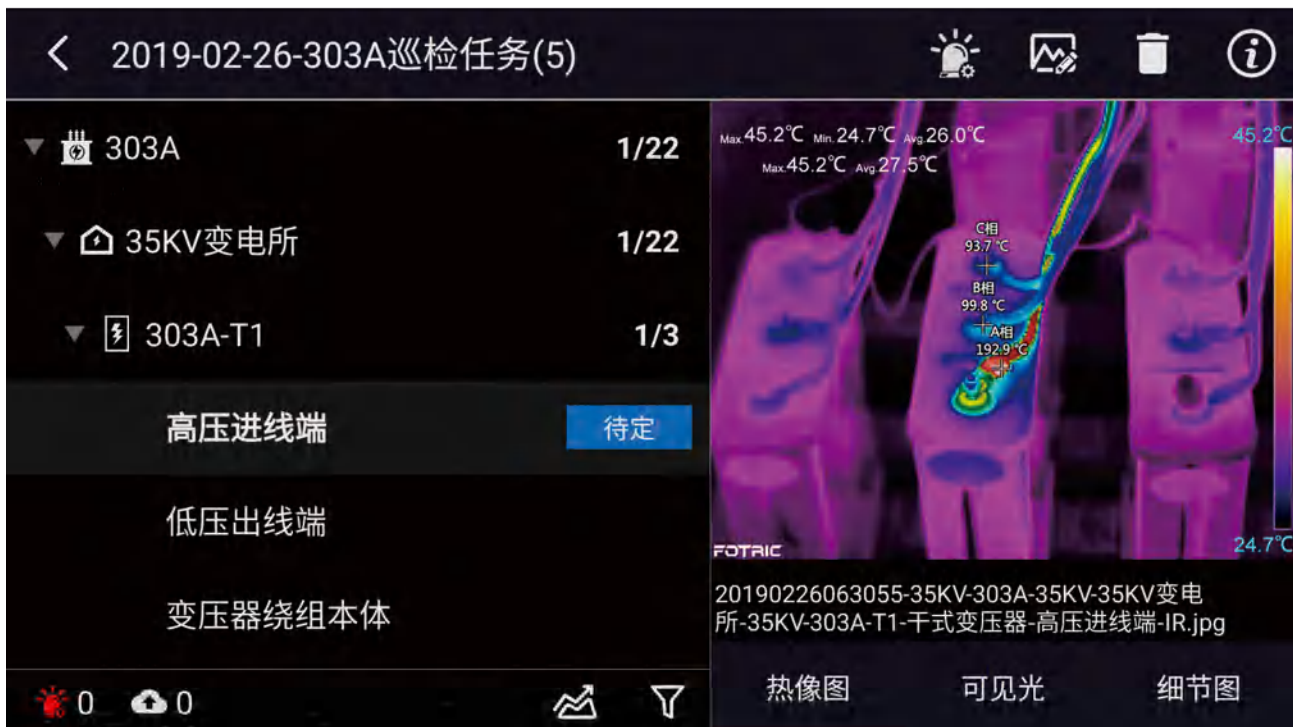 2019-02-26-303A巡检任务(5)
303A 1/22
35KV变电所 1/22
303A-T1 1/3
高压进线端 待定
低压出线端
变压器绕组本体
0 0
Max.45.2℃ Min.24.7℃ Avg.26.0℃
45.2℃
Max.45.2℃ Avg.27.5℃
C相
93.7 ℃
B相
99.8 ℃
A相
192.9 ℃
FOTRIC
24.7℃
20190226063055-35KV-303A-35KV-35KV变电
所-35KV-303A-T1-干式变压器-高压进线端-IR.jpg
热像图 可见光 细节图